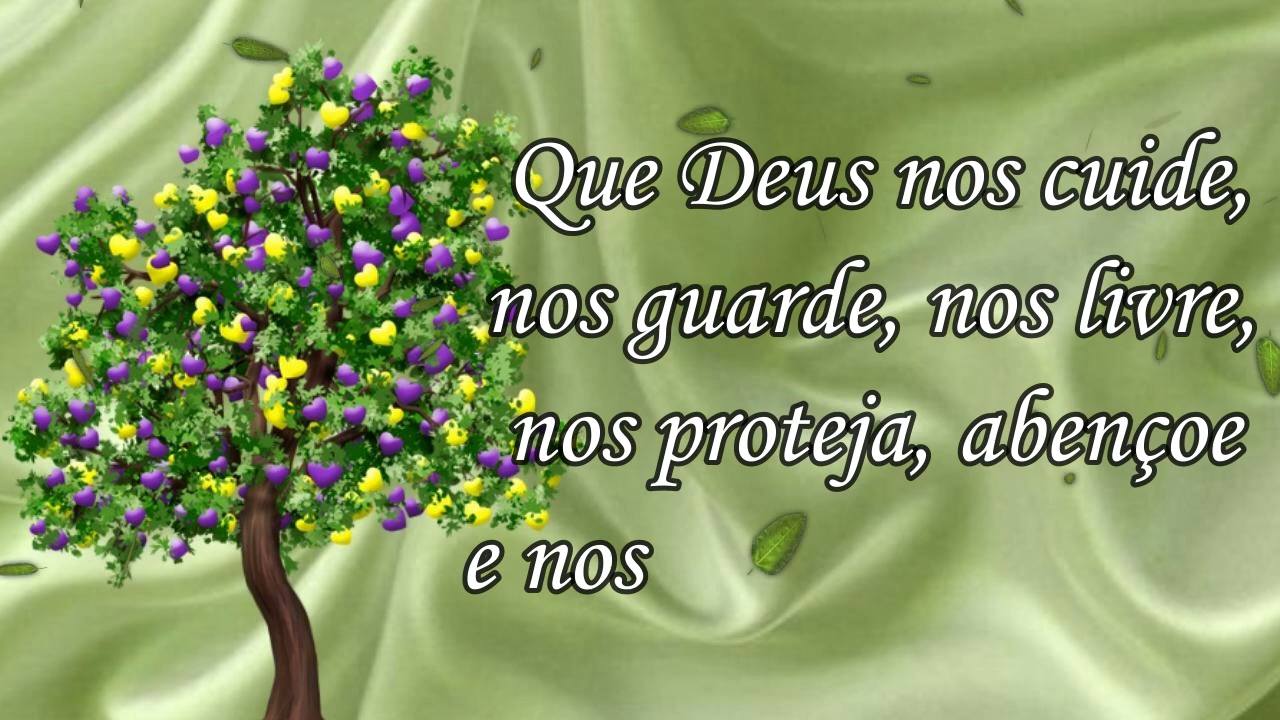 Que Deus nos cuide,
nos guarde, nos livre,
nos proteja, abençoe
e nos